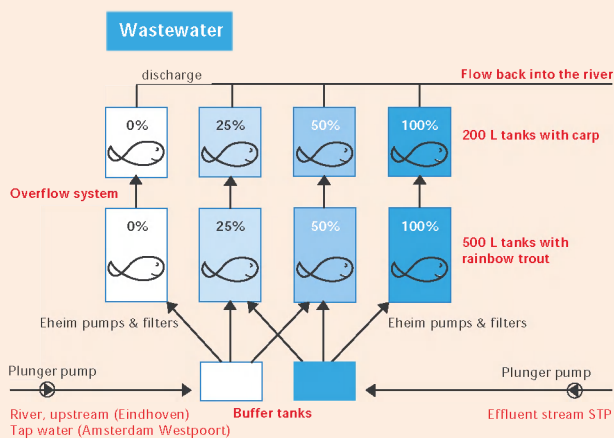 Wastewater
discharge
Flow back into the river
0%
25%
50%
100%
200 L tanks with carp
Overflow system
0%
25%
50%
100%
500 L tanks with
rainbow trout
Eheim pumps & filters
Eheim pumps & filters
Plunger pump
Plunger pump
Buffer tanks
River, upstream (Eindhoven)
Tap water (Amsterdam Westpoort)
Effluent stream STP